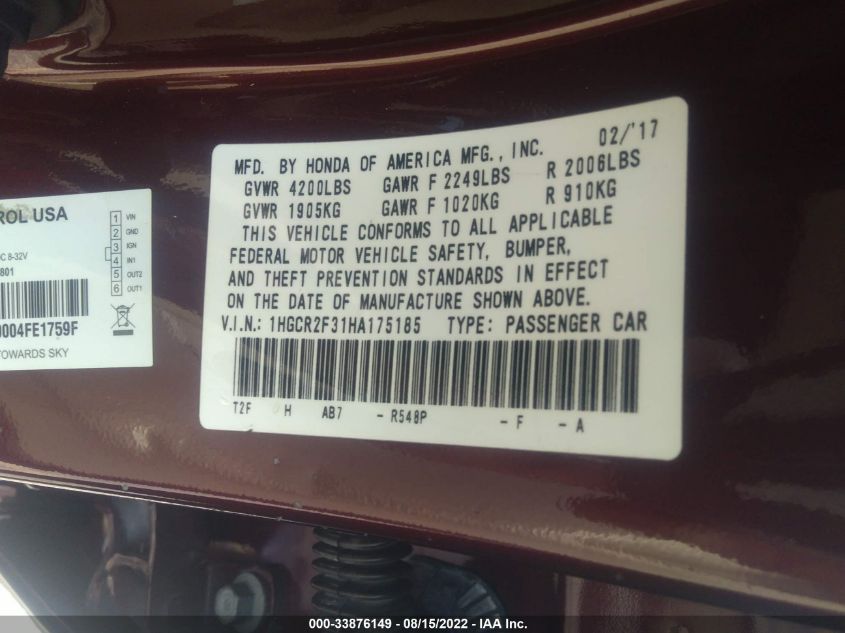 02/'17
MFD. BY HONDA OF AMERICA MFG., INC.
GVWR 4200LBS GAWR F 2249LBS R 2006LBS
GVWR 1905KG GAWR F 1020KG R 910KG
THIS VEHICLE CONFORMS TO ALL APPLICABLE
FEDERAL MOTOR VEHICLE SAFETY, BUMPER,
AND THEFT PREVENTION STANDARDS IN EFFECT
ON THE DATE OF MANUFACTURE SHOWN ABOVE.
V.I.N.: 1HGCR2F31HA175185 TYPE: PASSENGER CAR
T2F H AB7 - R548P - F - A
ROL USA
C 8-32V
801
0004FE1759F
TOWARDS SKY
1 VIN
2 GND
3 IGN
4 IN1
5 OUT2
6 OUT1
000-33876149 - 08/15/2022 - IAA Inc.